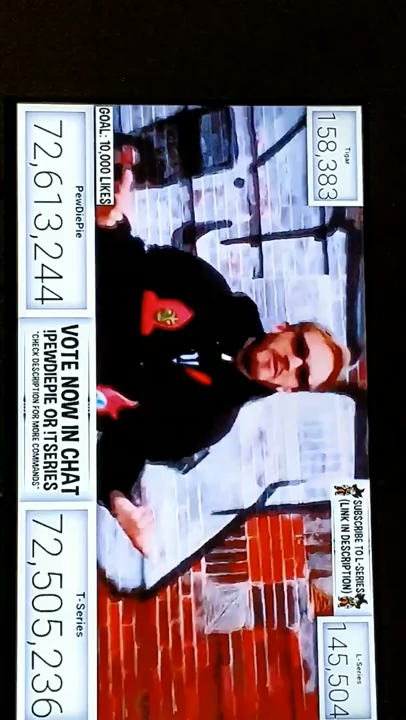 Tigar
158,383
SUBSCRIBE TO L-SERIES
(LINK IN DESCRIPTION)
L-Series
145,504
GOAL: 10,000 LIKES
PewDiePie
72,613,244
VOTE NOW IN CHAT
!PEWDIEPIE OR !TSERIES
*CHECK DESCRIPTION FOR MORE COMMANDS*
T-Series
72,505,236